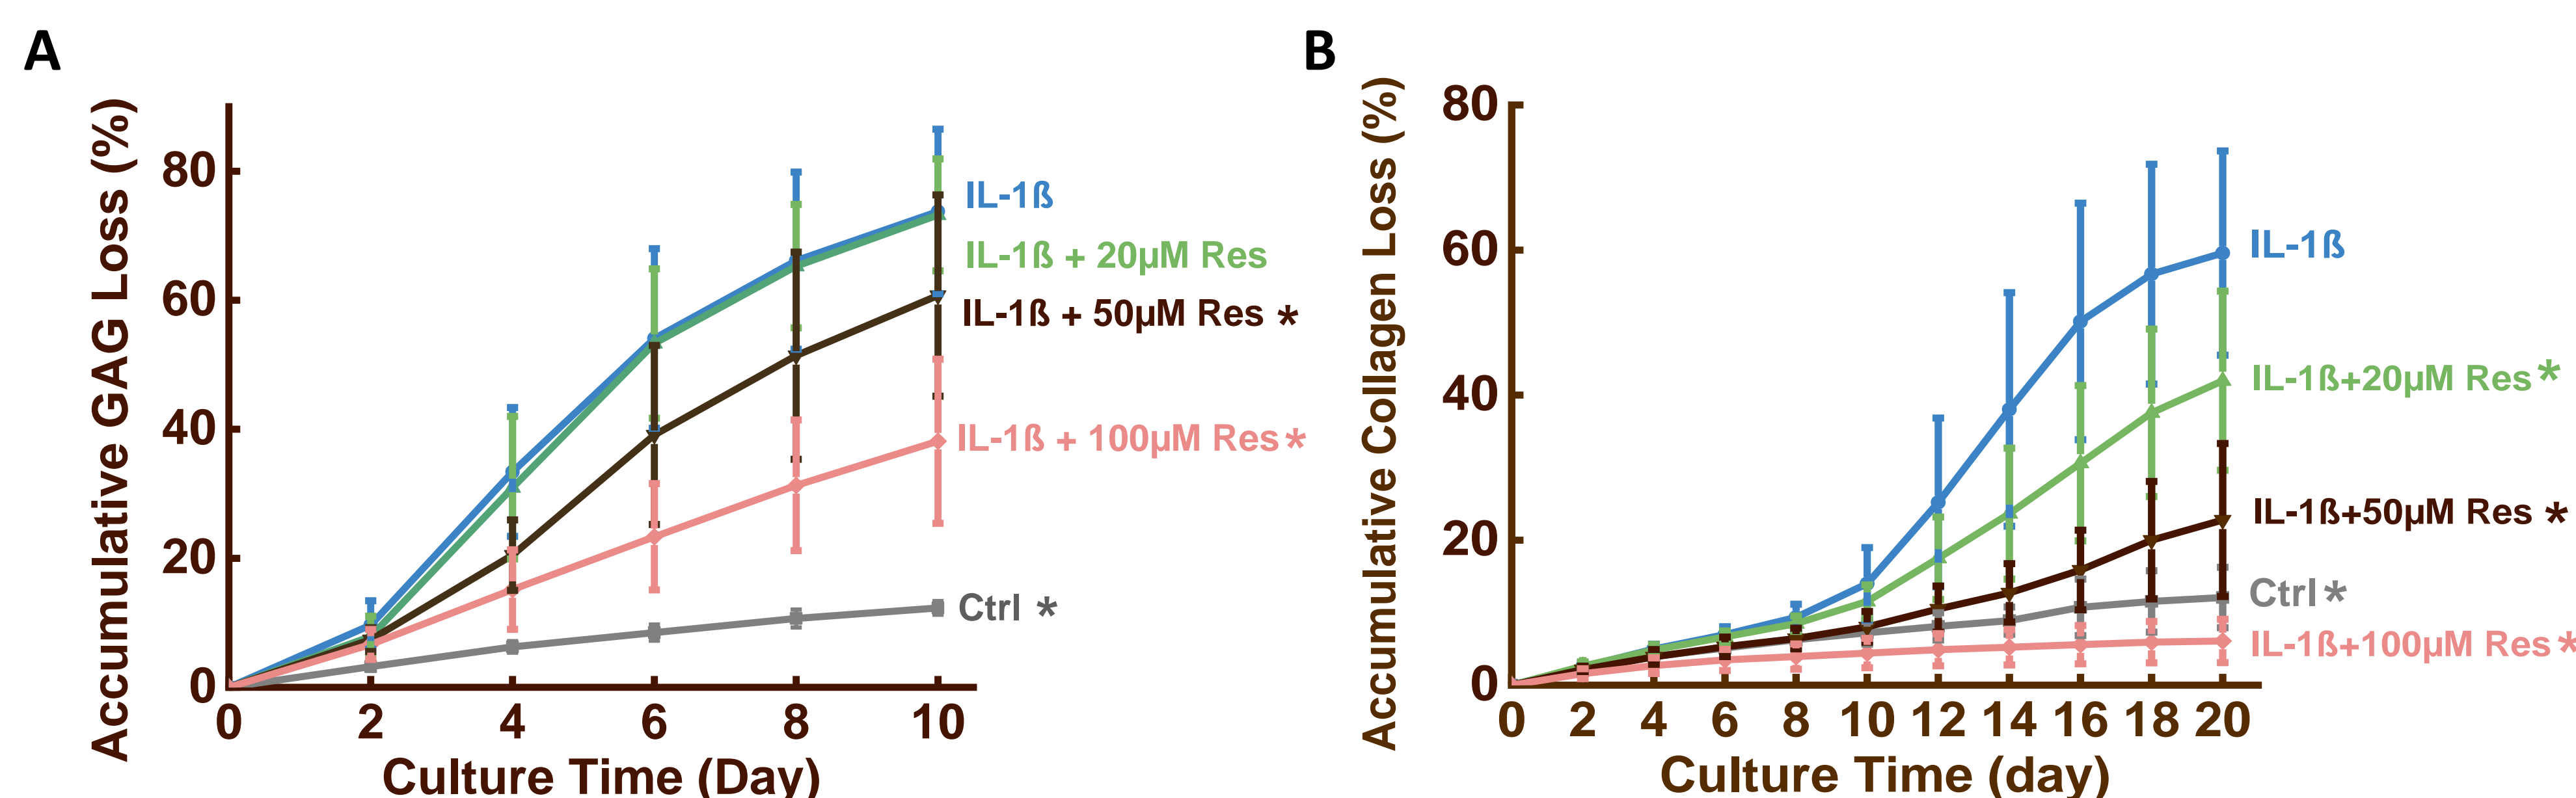 A
Accumulative GAG Loss (%)
80
60
40
20
0
0 2 4 6 8 10
Culture Time (Day)
IL-1ß
IL-1ß + 20µM Res
IL-1ß + 50µM Res *
IL-1ß + 100µM Res *
Ctrl *
B
Accumulative Collagen Loss (%)
80
60
40
20
0
0 2 4 6 8 10 12 14 16 18 20
Culture Time (day)
IL-1ß
IL-1ß+20µM Res *
IL-1ß+50µM Res *
Ctrl *
IL-1ß+100µM Res *